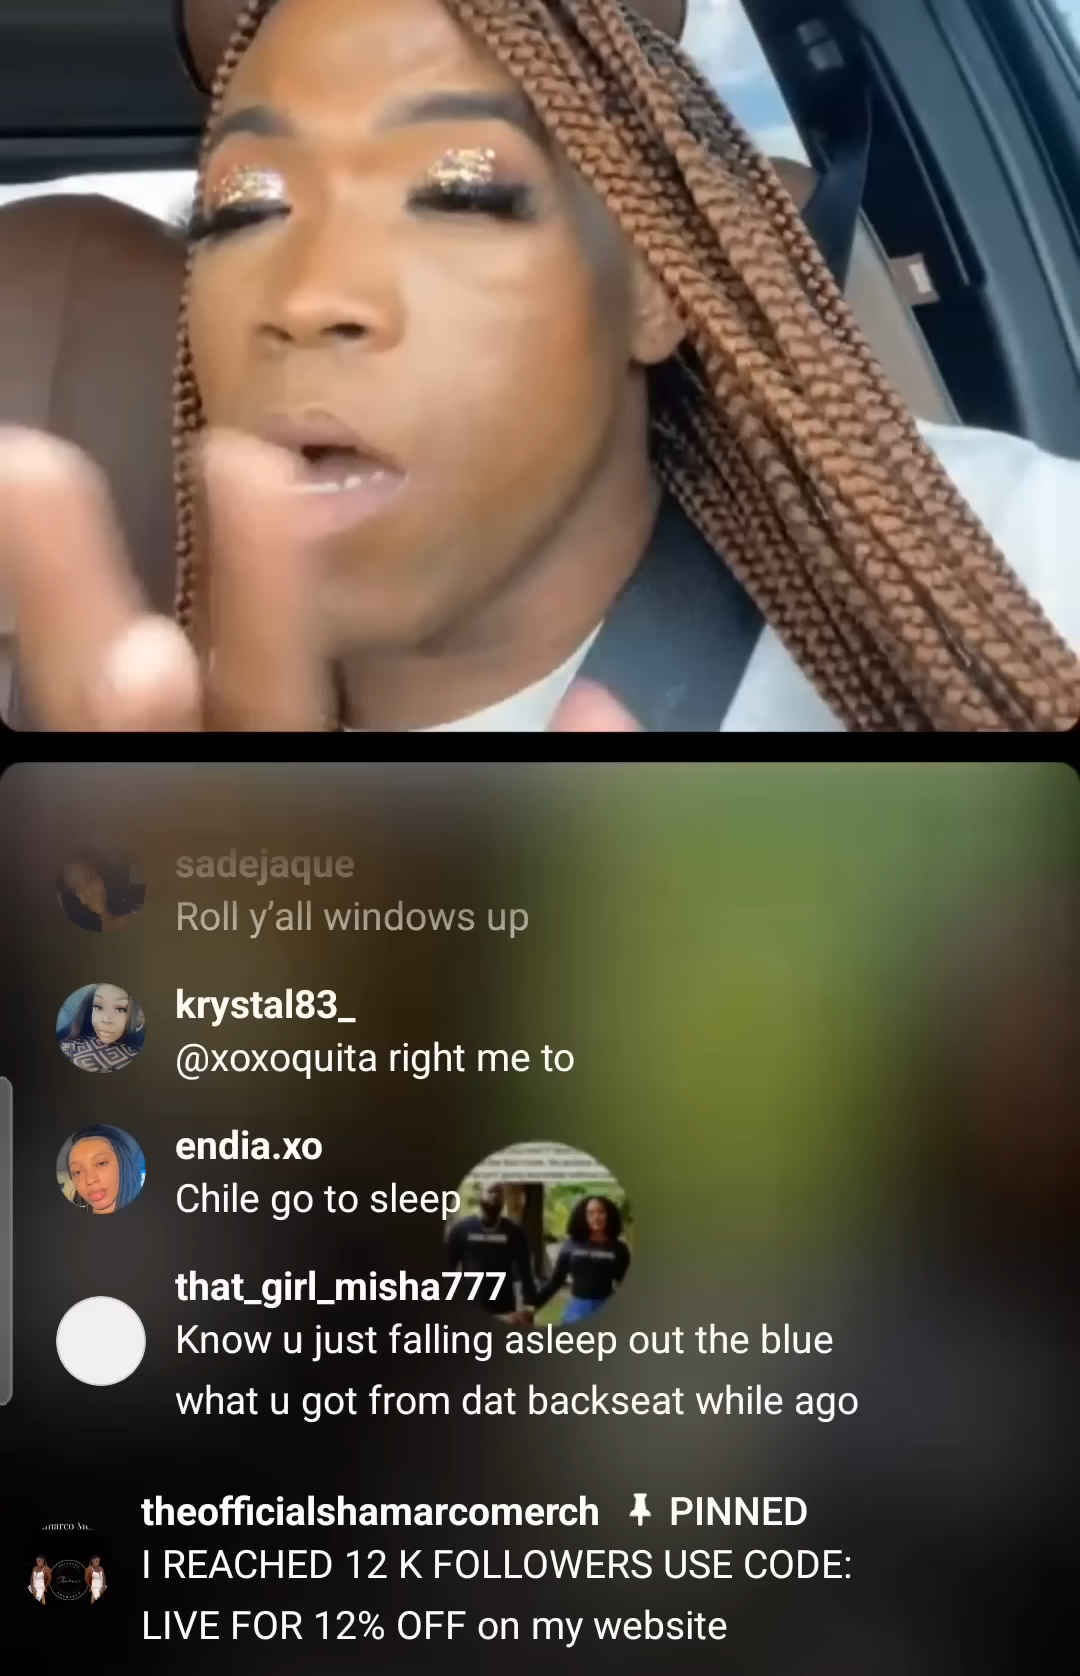 sadejaque
Roll y’all windows up
krystal83_
@xoxoquita right me to
endia.xo
Chile go to sleep
that_girl_misha777
Know u just falling asleep out the blue
what u got from dat backseat while ago
theofficialshamarcomerch PINNED
I REACHED 12 K FOLLOWERS USE CODE:
LIVE FOR 12% OFF on my website